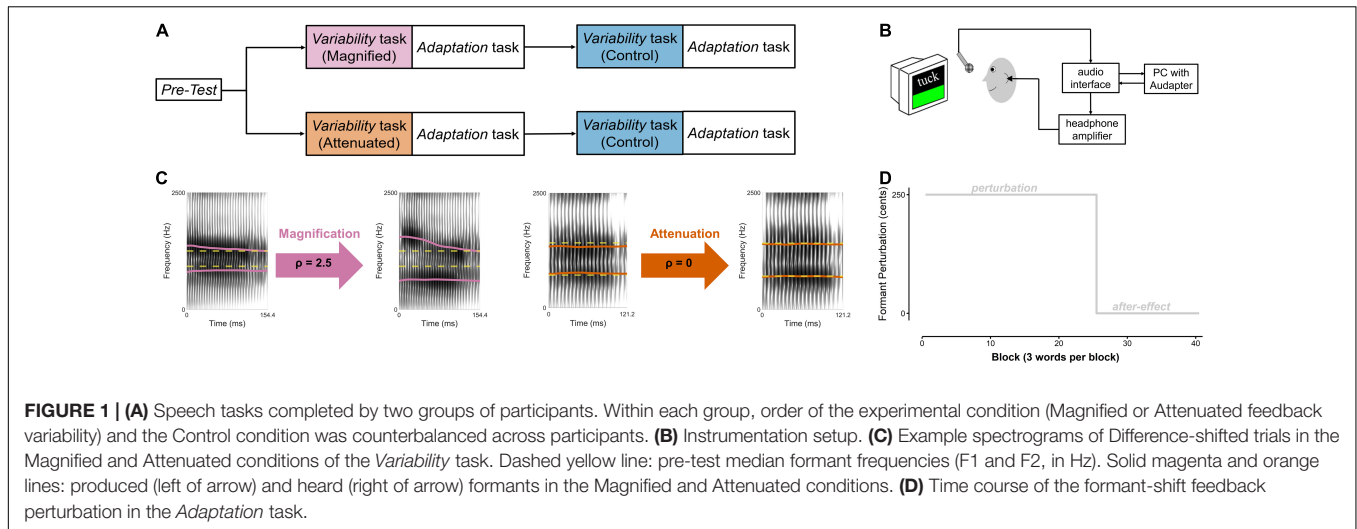 A
Pre-Test
Variability task
(Magnified)
Adaptation task
Variability task
(Control)
Adaptation task
Variability task
(Attenuated)
Adaptation task
Variability task
(Control)
Adaptation task
B
tuck
audio
interface
PC with
Audapter
headphone
amplifier
C
2500
Frequency (Hz)
0
0
154.4
Time (ms)
Magnification
ρ = 2.5
2500
Frequency (Hz)
0
0
154.4
Time (ms)
2500
Frequency (Hz)
0
0
121.2
Time (ms)
Attenuation
ρ = 0
2500
Frequency (Hz)
0
0
121.2
Time (ms)
D
Formant Perturbation (cents)
250
0
perturbation
after-effect
0
10
20
30
40
Block (3 words per block)
FIGURE 1 | (A) Speech tasks completed by two groups of participants. Within each group, order of the experimental condition (Magnified or Attenuated feedback
variability) and the Control condition was counterbalanced across participants. (B) Instrumentation setup. (C) Example spectrograms of Difference-shifted trials in the
Magnified and Attenuated conditions of the Variability task. Dashed yellow line: pre-test median formant frequencies (F1 and F2, in Hz). Solid magenta and orange
lines: produced (left of arrow) and heard (right of arrow) formants in the Magnified and Attenuated conditions. (D) Time course of the formant-shift feedback
perturbation in the Adaptation task.